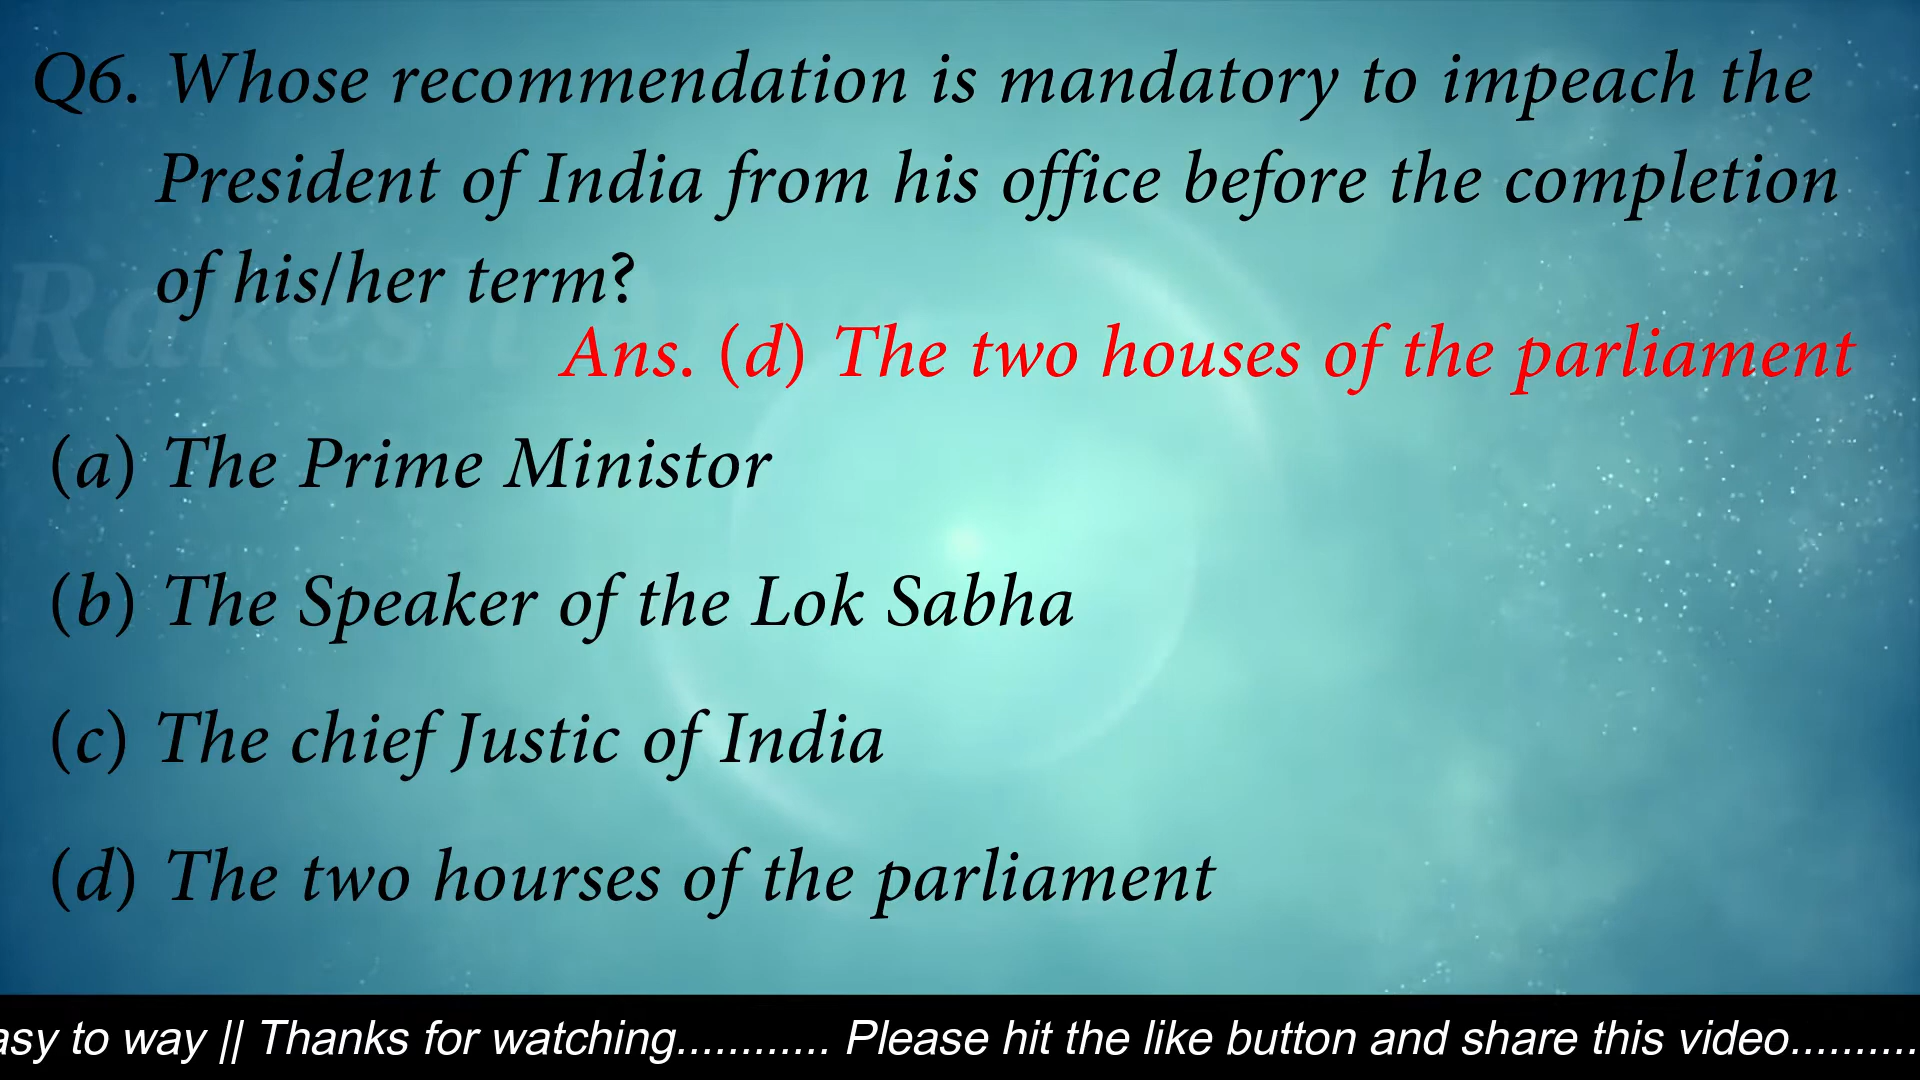 Q6. Whose recommendation is mandatory to impeach the
President of India from his office before the completion
of his/her term?
Rakesh
Ans. (d) The two houses of the parliament
(a) The Prime Ministor
(b) The Speaker of the Lok Sabha
(c) The chief Justic of India
(d) The two hourses of the parliament
asy to way || Thanks for watching............ Please hit the like button and share this video..........